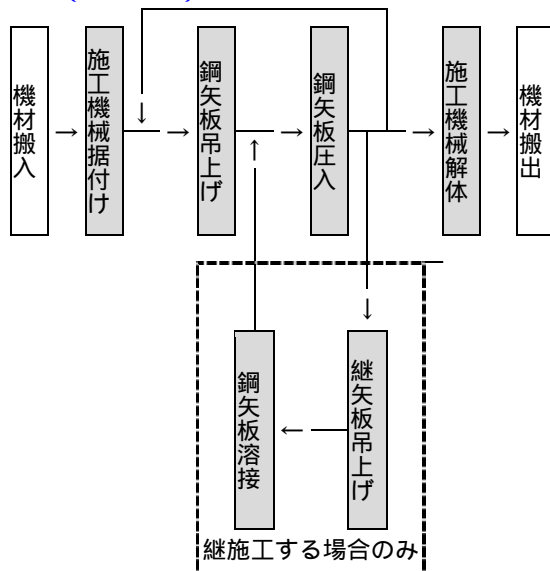 機材搬入
施工機械据付け
鋼矢板吊上げ
鋼矢板圧入
施工機械解体
機材搬出
鋼矢板溶接
継矢板吊上げ
継施工する場合のみ